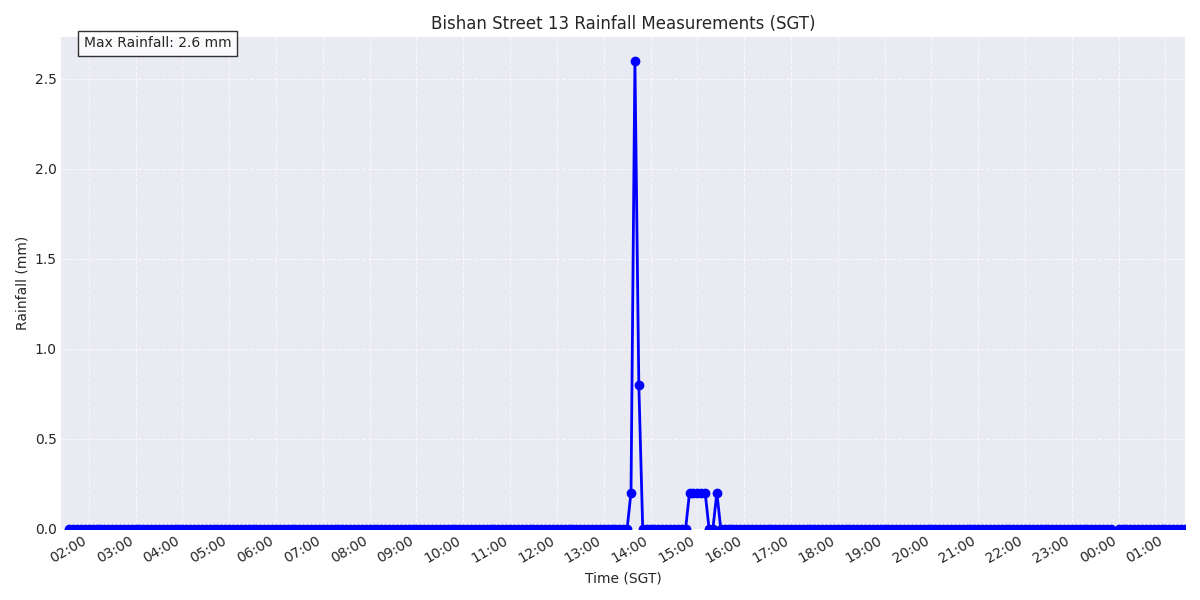 Bishan Street 13 Rainfall Measurements (SGT)
Max Rainfall: 2.6 mm
2.5
2.0
1.5
1.0
0.5
0.0
Rainfall (mm)
02:00 03:00 04:00 05:00 06:00 07:00 08:00 09:00 10:00 11:00 12:00 13:00 14:00 15:00 16:00 17:00 18:00 19:00 20:00 21:00 22:00 23:00 00:00 01:00
Time (SGT)